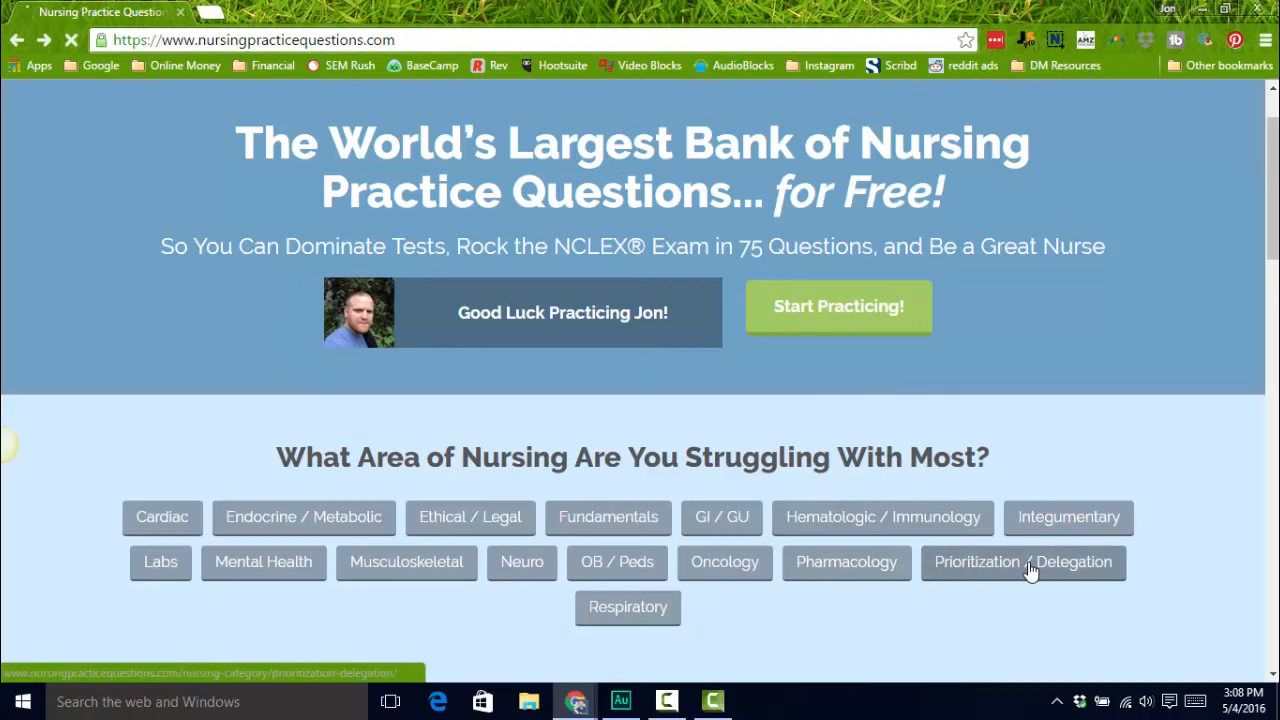 Nursing Practice Question
Jon
https://www.nursingpracticequestions.com
Apps Google Online Money Financial SEM Rush BaseCamp Rev Hootsuite Video Blocks AudioBlocks Instagram Scribd reddit ads DM Resources Other bookmarks
The World's Largest Bank of Nursing
Practice Questions... for Free!
So You Can Dominate Tests, Rock the NCLEX® Exam in 75 Questions, and Be a Great Nurse
Good Luck Practicing Jon!
Start Practicing!
What Area of Nursing Are You Struggling With Most?
Cardiac Endocrine / Metabolic Ethical / Legal Fundamentals GI / GU Hematologic / Immunology Integumentary
Labs Mental Health Musculoskeletal Neuro OB / Peds Oncology Pharmacology Prioritization / Delegation
Respiratory
www.nursingpracticequestions.com/nursing-category/prioritization-delegation/
Search the web and Windows
Au
3:08 PM
5/4/2016